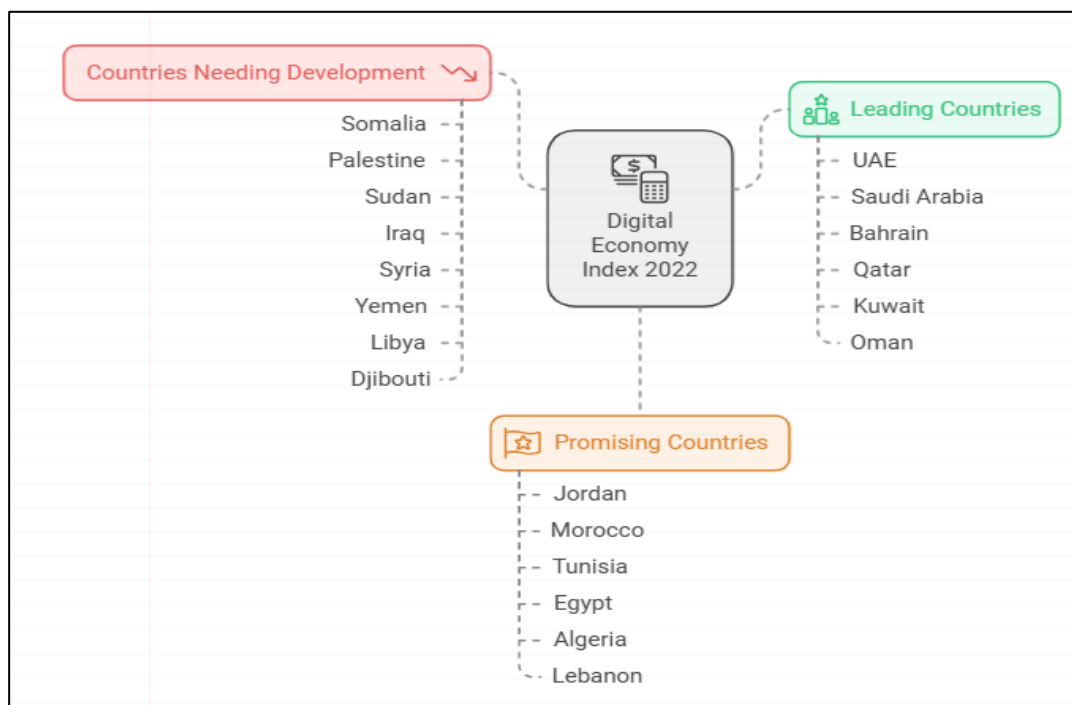 Countries Needing Development
Somalia
Palestine
Sudan
Iraq
Syria
Yemen
Libya
Djibouti
$
Digital
Economy
Index 2022
Leading Countries
UAE
Saudi Arabia
Bahrain
Qatar
Kuwait
Oman
Promising Countries
Jordan
Morocco
Tunisia
Egypt
Algeria
Lebanon